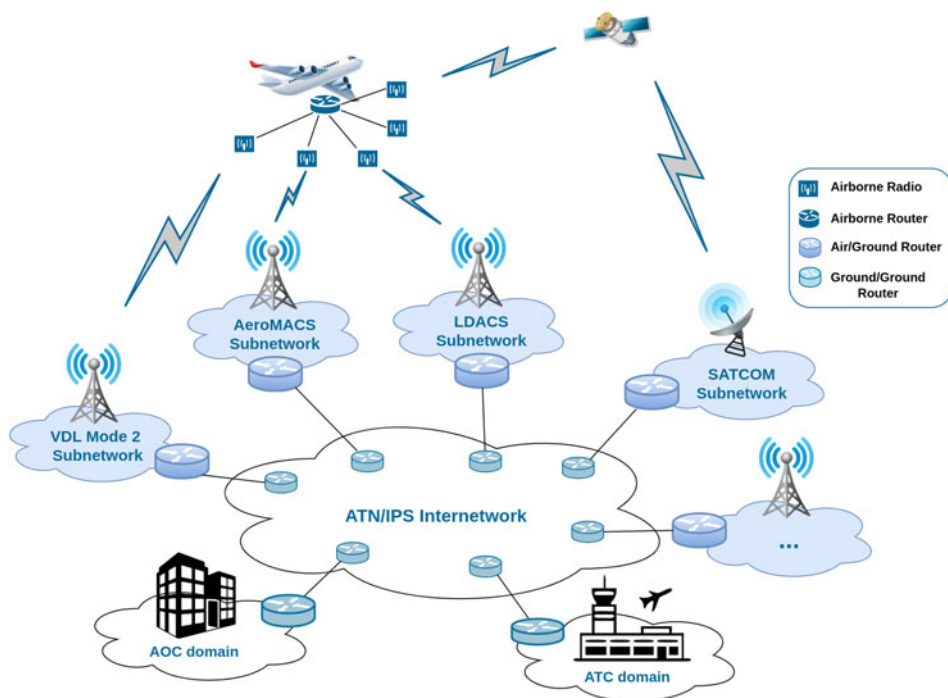 Airborne Radio
Airborne Router
Air/Ground Router
Ground/Ground
Router
AeroMACS
Subnetwork
LDACS
Subnetwork
SATCOM
Subnetwork
VDL Mode 2
Subnetwork
ATN/IPS Internetwork
...
AOC domain
ATC domain